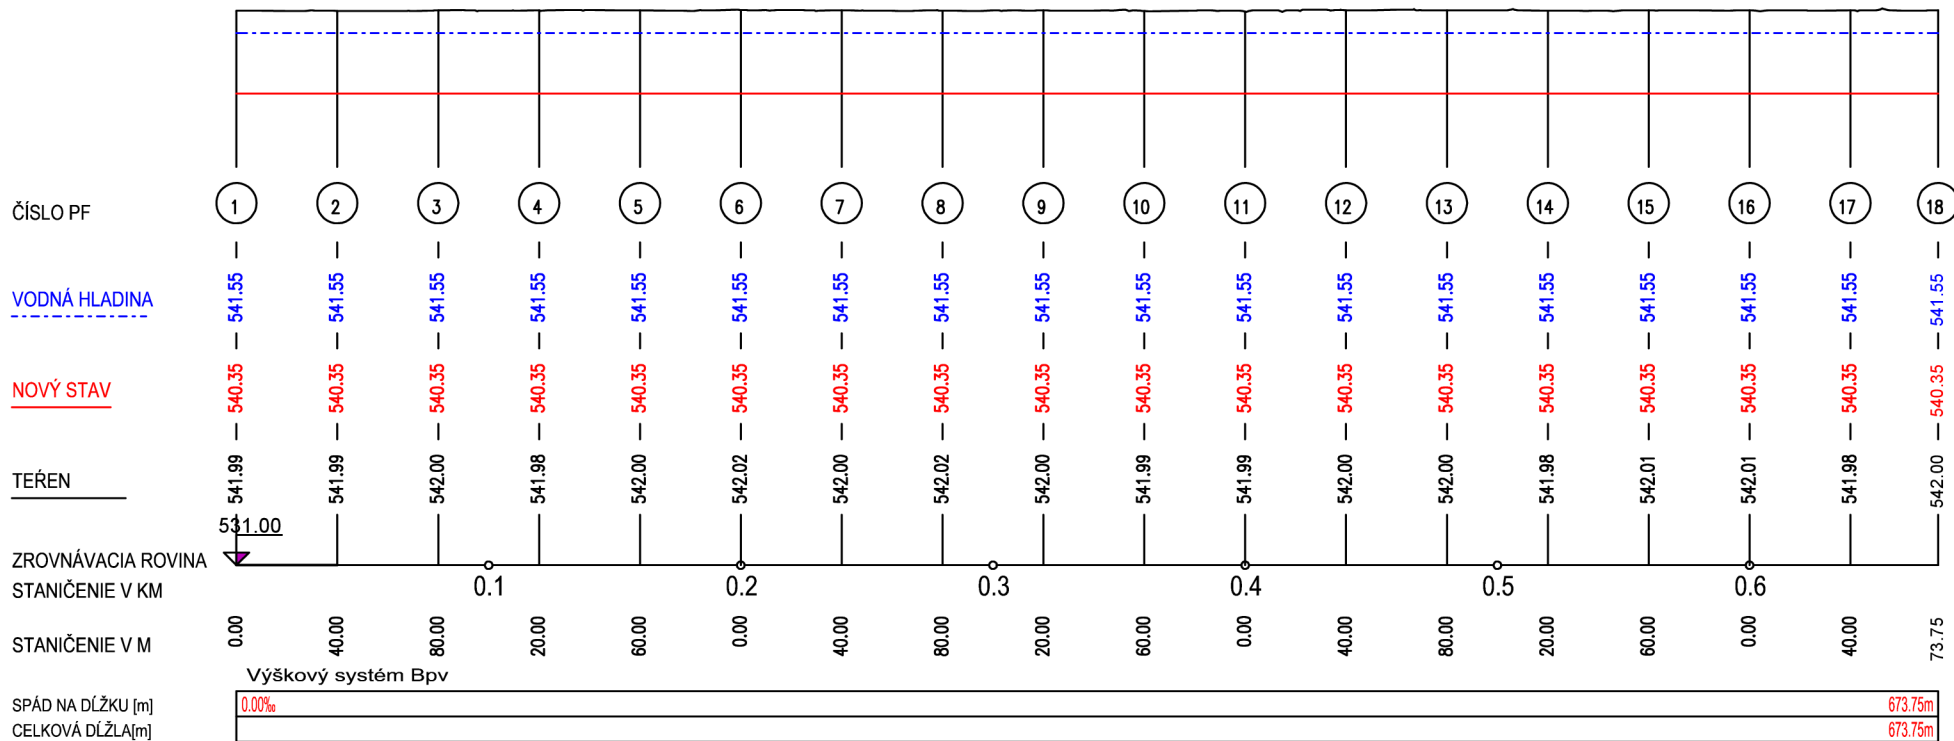 ČÍSLO PF 1 2 3 4 5 6 7 8 9 10 11 12 13 14 15 16 17 18
VODNÁ HLADINA 541.55 541.55 541.55 541.55 541.55 541.55 541.55 541.55 541.55 541.55 541.55 541.55 541.55 541.55 541.55 541.55 541.55 541.55
NOVÝ STAV 540.35 540.35 540.35 540.35 540.35 540.35 540.35 540.35 540.35 540.35 540.35 540.35 540.35 540.35 540.35 540.35 540.35 540.35
TEŔEN 541.99 541.99 542.00 541.98 542.00 542.02 542.00 542.02 542.00 541.99 541.99 542.00 542.00 541.98 542.01 542.01 541.98 542.00
531.00
ZROVNÁVACIA ROVINA
STANIČENIE V KM 0.1 0.2 0.3 0.4 0.5 0.6
STANIČENIE V M 0.00 40.00 80.00 20.00 60.00 0.00 40.00 80.00 20.00 60.00 0.00 40.00 80.00 20.00 60.00 0.00 40.00 73.75
Výškový systém Bpv
SPÁD NA DĹŽKU [m] 0.00‰ 673.75m
CELKOVÁ DĹŽLA[m] 673.75m